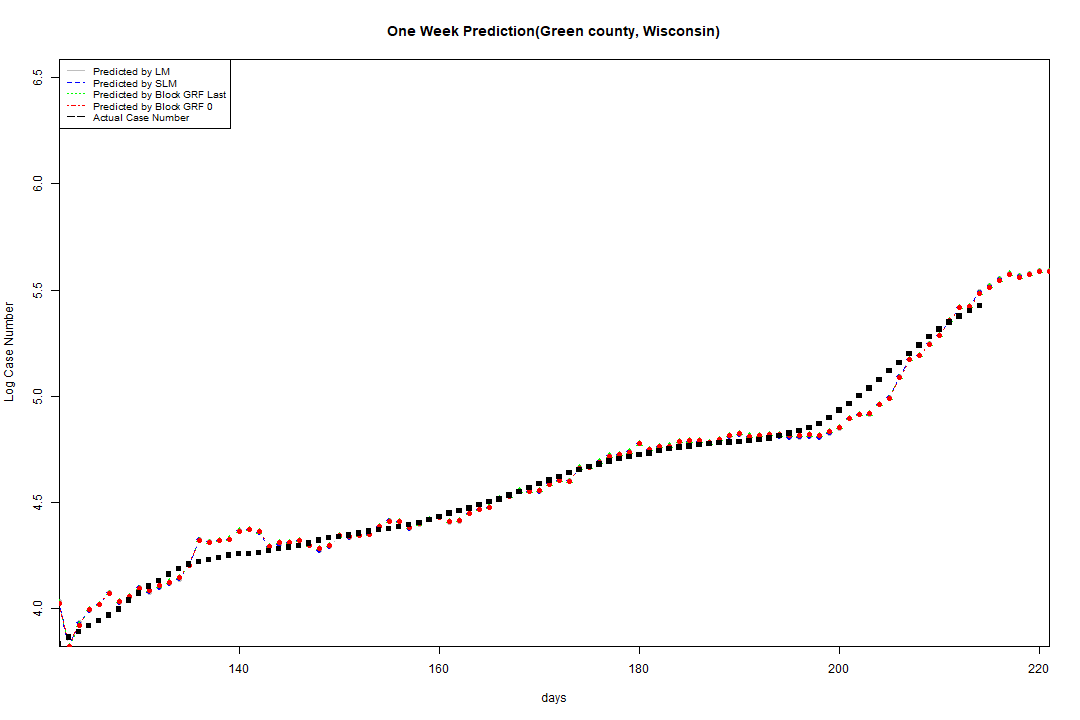 One Week Prediction(Green county, Wisconsin)
Predicted by LM
Predicted by SLM
Predicted by Block GRF Last
Predicted by Block GRF 0
Actual Case Number
6.5
6.0
5.5
5.0
4.5
4.0
Log Case Number
140 160 180 200 220
days